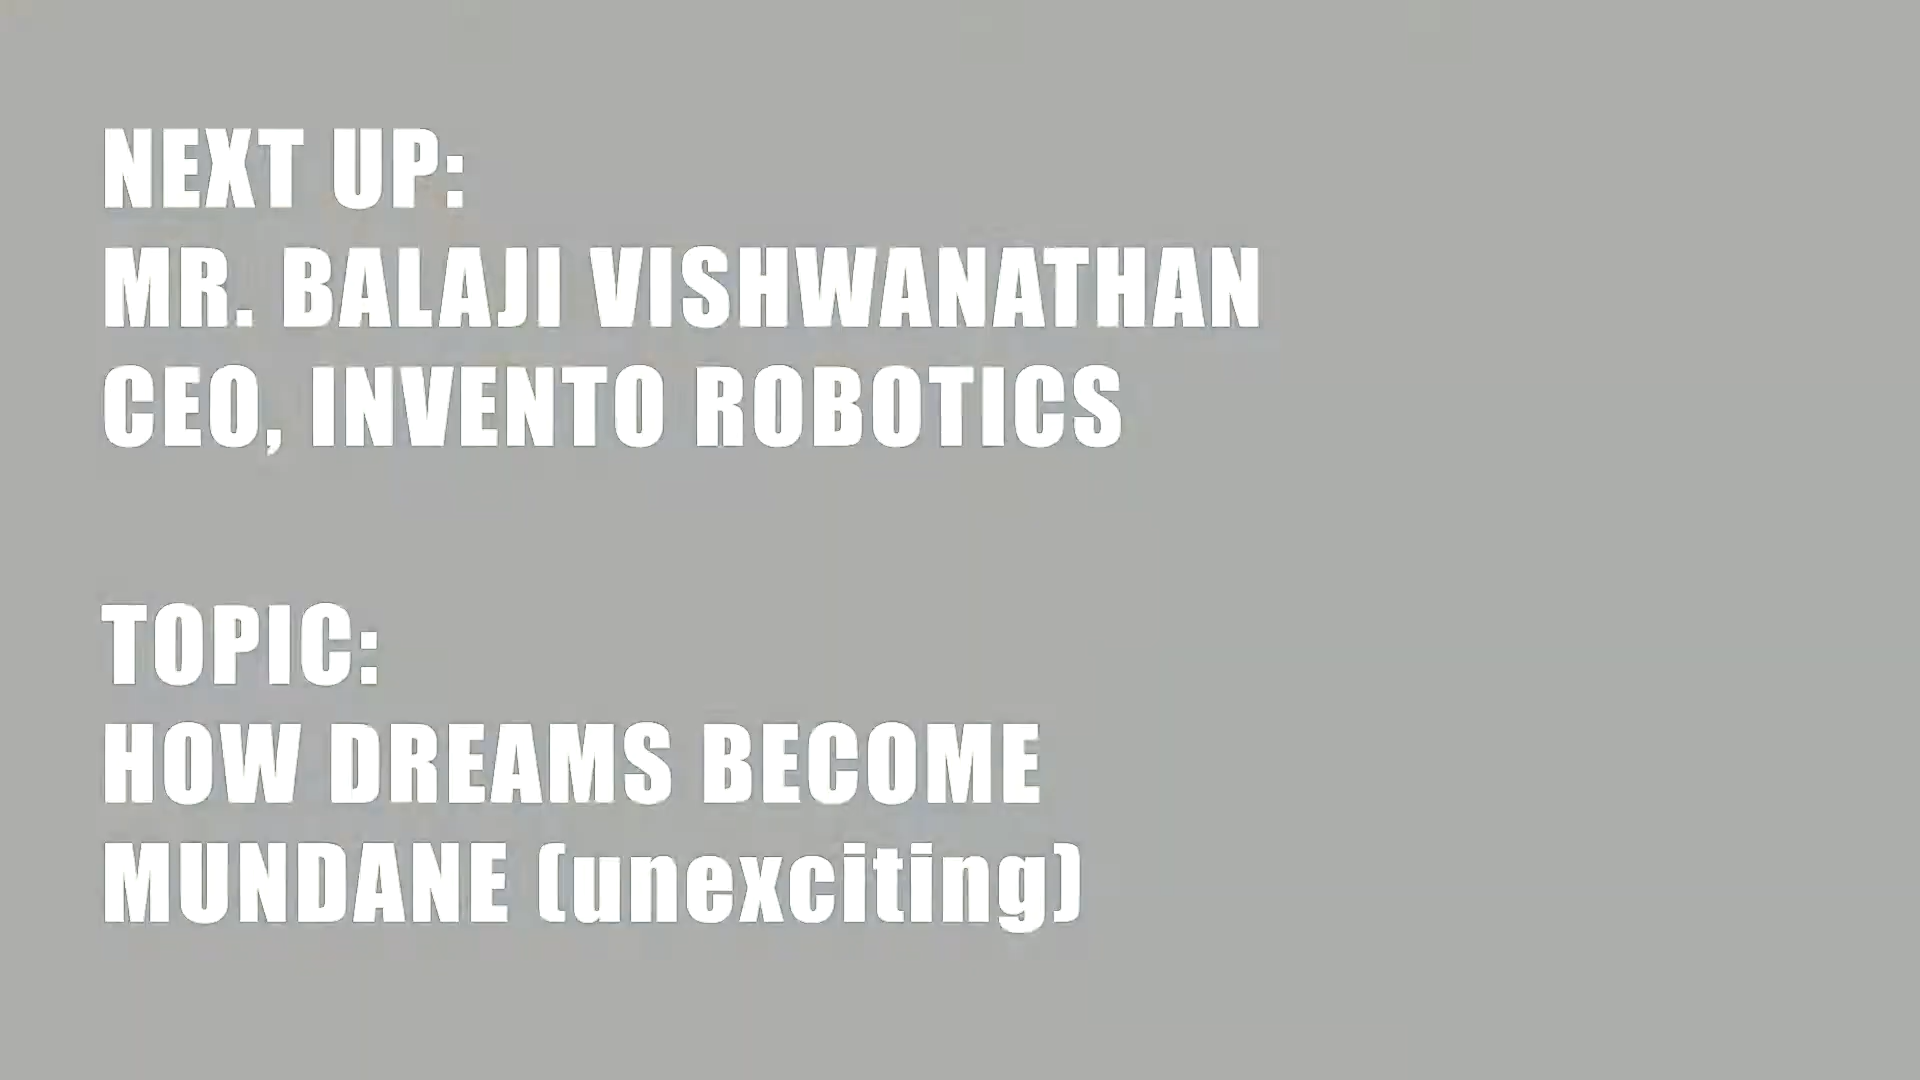 NEXT UP:
MR. BALAJI VISHWANATHAN
CEO, INVENTO ROBOTICS
TOPIC:
HOW DREAMS BECOME
MUNDANE (unexciting)